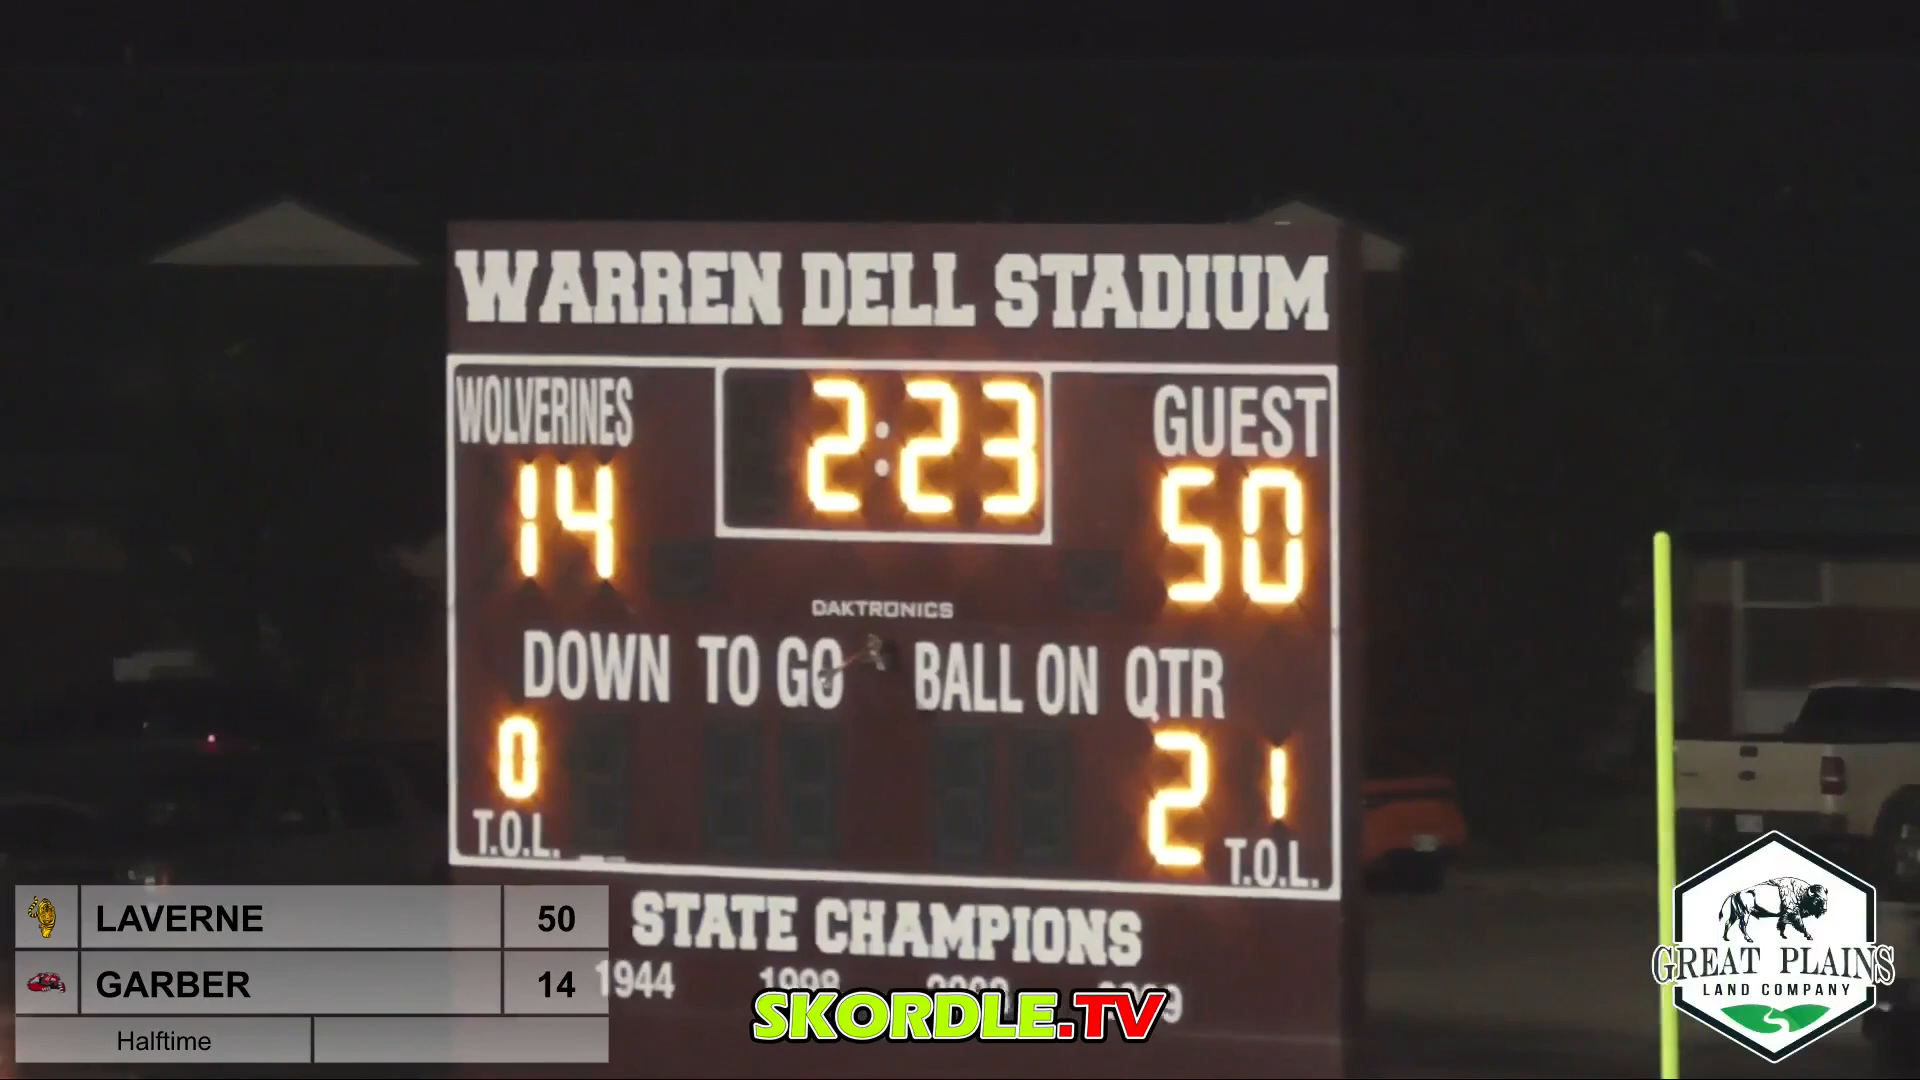 WARREN DELL STADIUM
WOLVERINES
2:23
GUEST
14
50
DAKTRONICS
DOWN TO GO BALL ON QTR
0
2
1
T.O.L.
T.O.L.
STATE CHAMPIONS
1944 1998
LAVERNE 50
GARBER 14
Halftime
SKORDLE.TV
GREAT PLAINS
LAND COMPANY